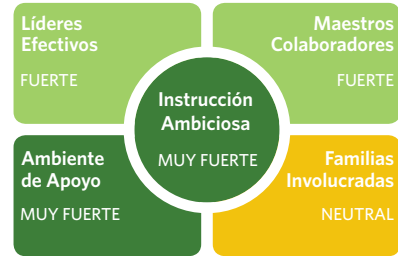 Líderes
Efectivos
FUERTE
Maestros
Colaboradores
FUERTE
Instrucción
Ambiciosa
MUY FUERTE
Ambiente
de Apoyo
MUY FUERTE
Familias
Involucradas
NEUTRAL